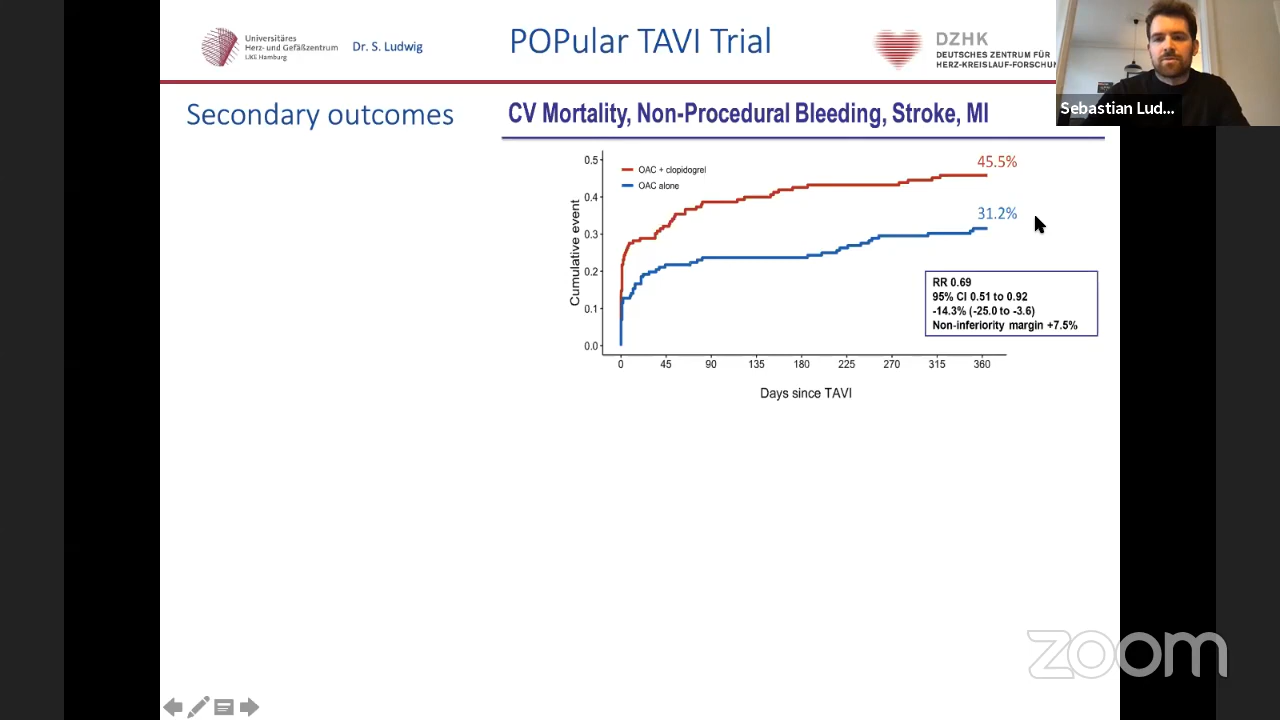 Universitäres
Herz- und Gefäßzentrum
UKE Hamburg
Dr. S. Ludwig
POPular TAVI Trial
DZHK
DEUTSCHES ZENTRUM FÜR
HERZ-KREISLAUF-FORSCHUN
Sebastian Lud...
Secondary outcomes
CV Mortality, Non-Procedural Bleeding, Stroke, MI
OAC + clopidogrel
OAC alone
45.5%
31.2%
Cumulative event
0.5
0.4
0.3
0.2
0.1
0.0
RR 0.69
95% CI 0.51 to 0.92
-14.3% (-25.0 to -3.6)
Non-inferiority margin +7.5%
0 45 90 135 180 225 270 315 360
Days since TAVI
zoom